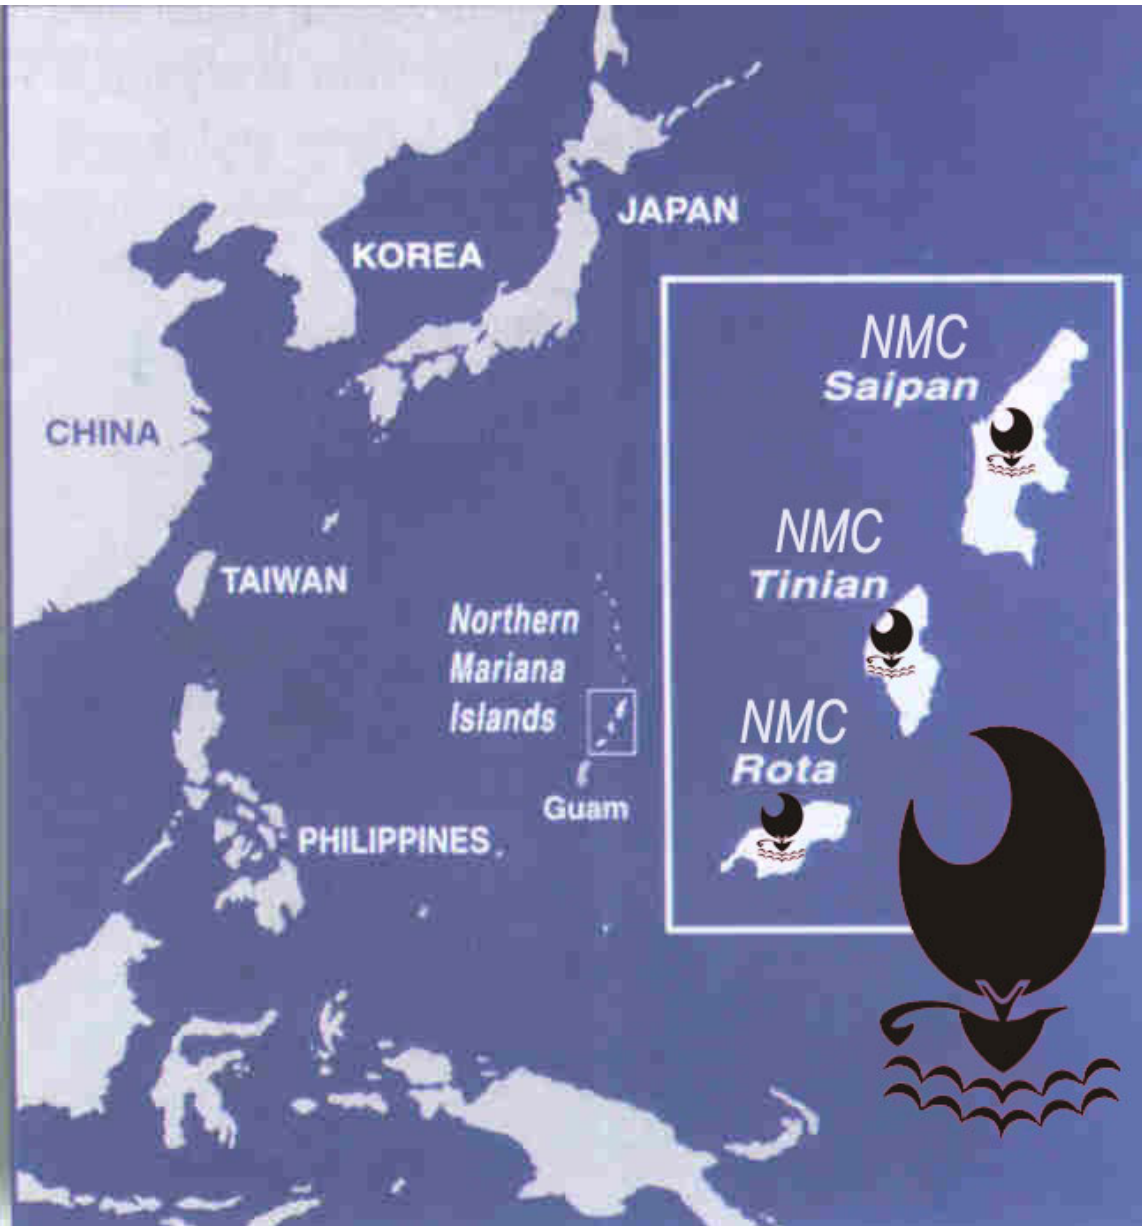 JAPAN
KOREA
CHINA
TAIWAN
Northern
Mariana
Islands
Guam
PHILIPPINES
NMC
Saipan
NMC
Tinian
NMC
Rota